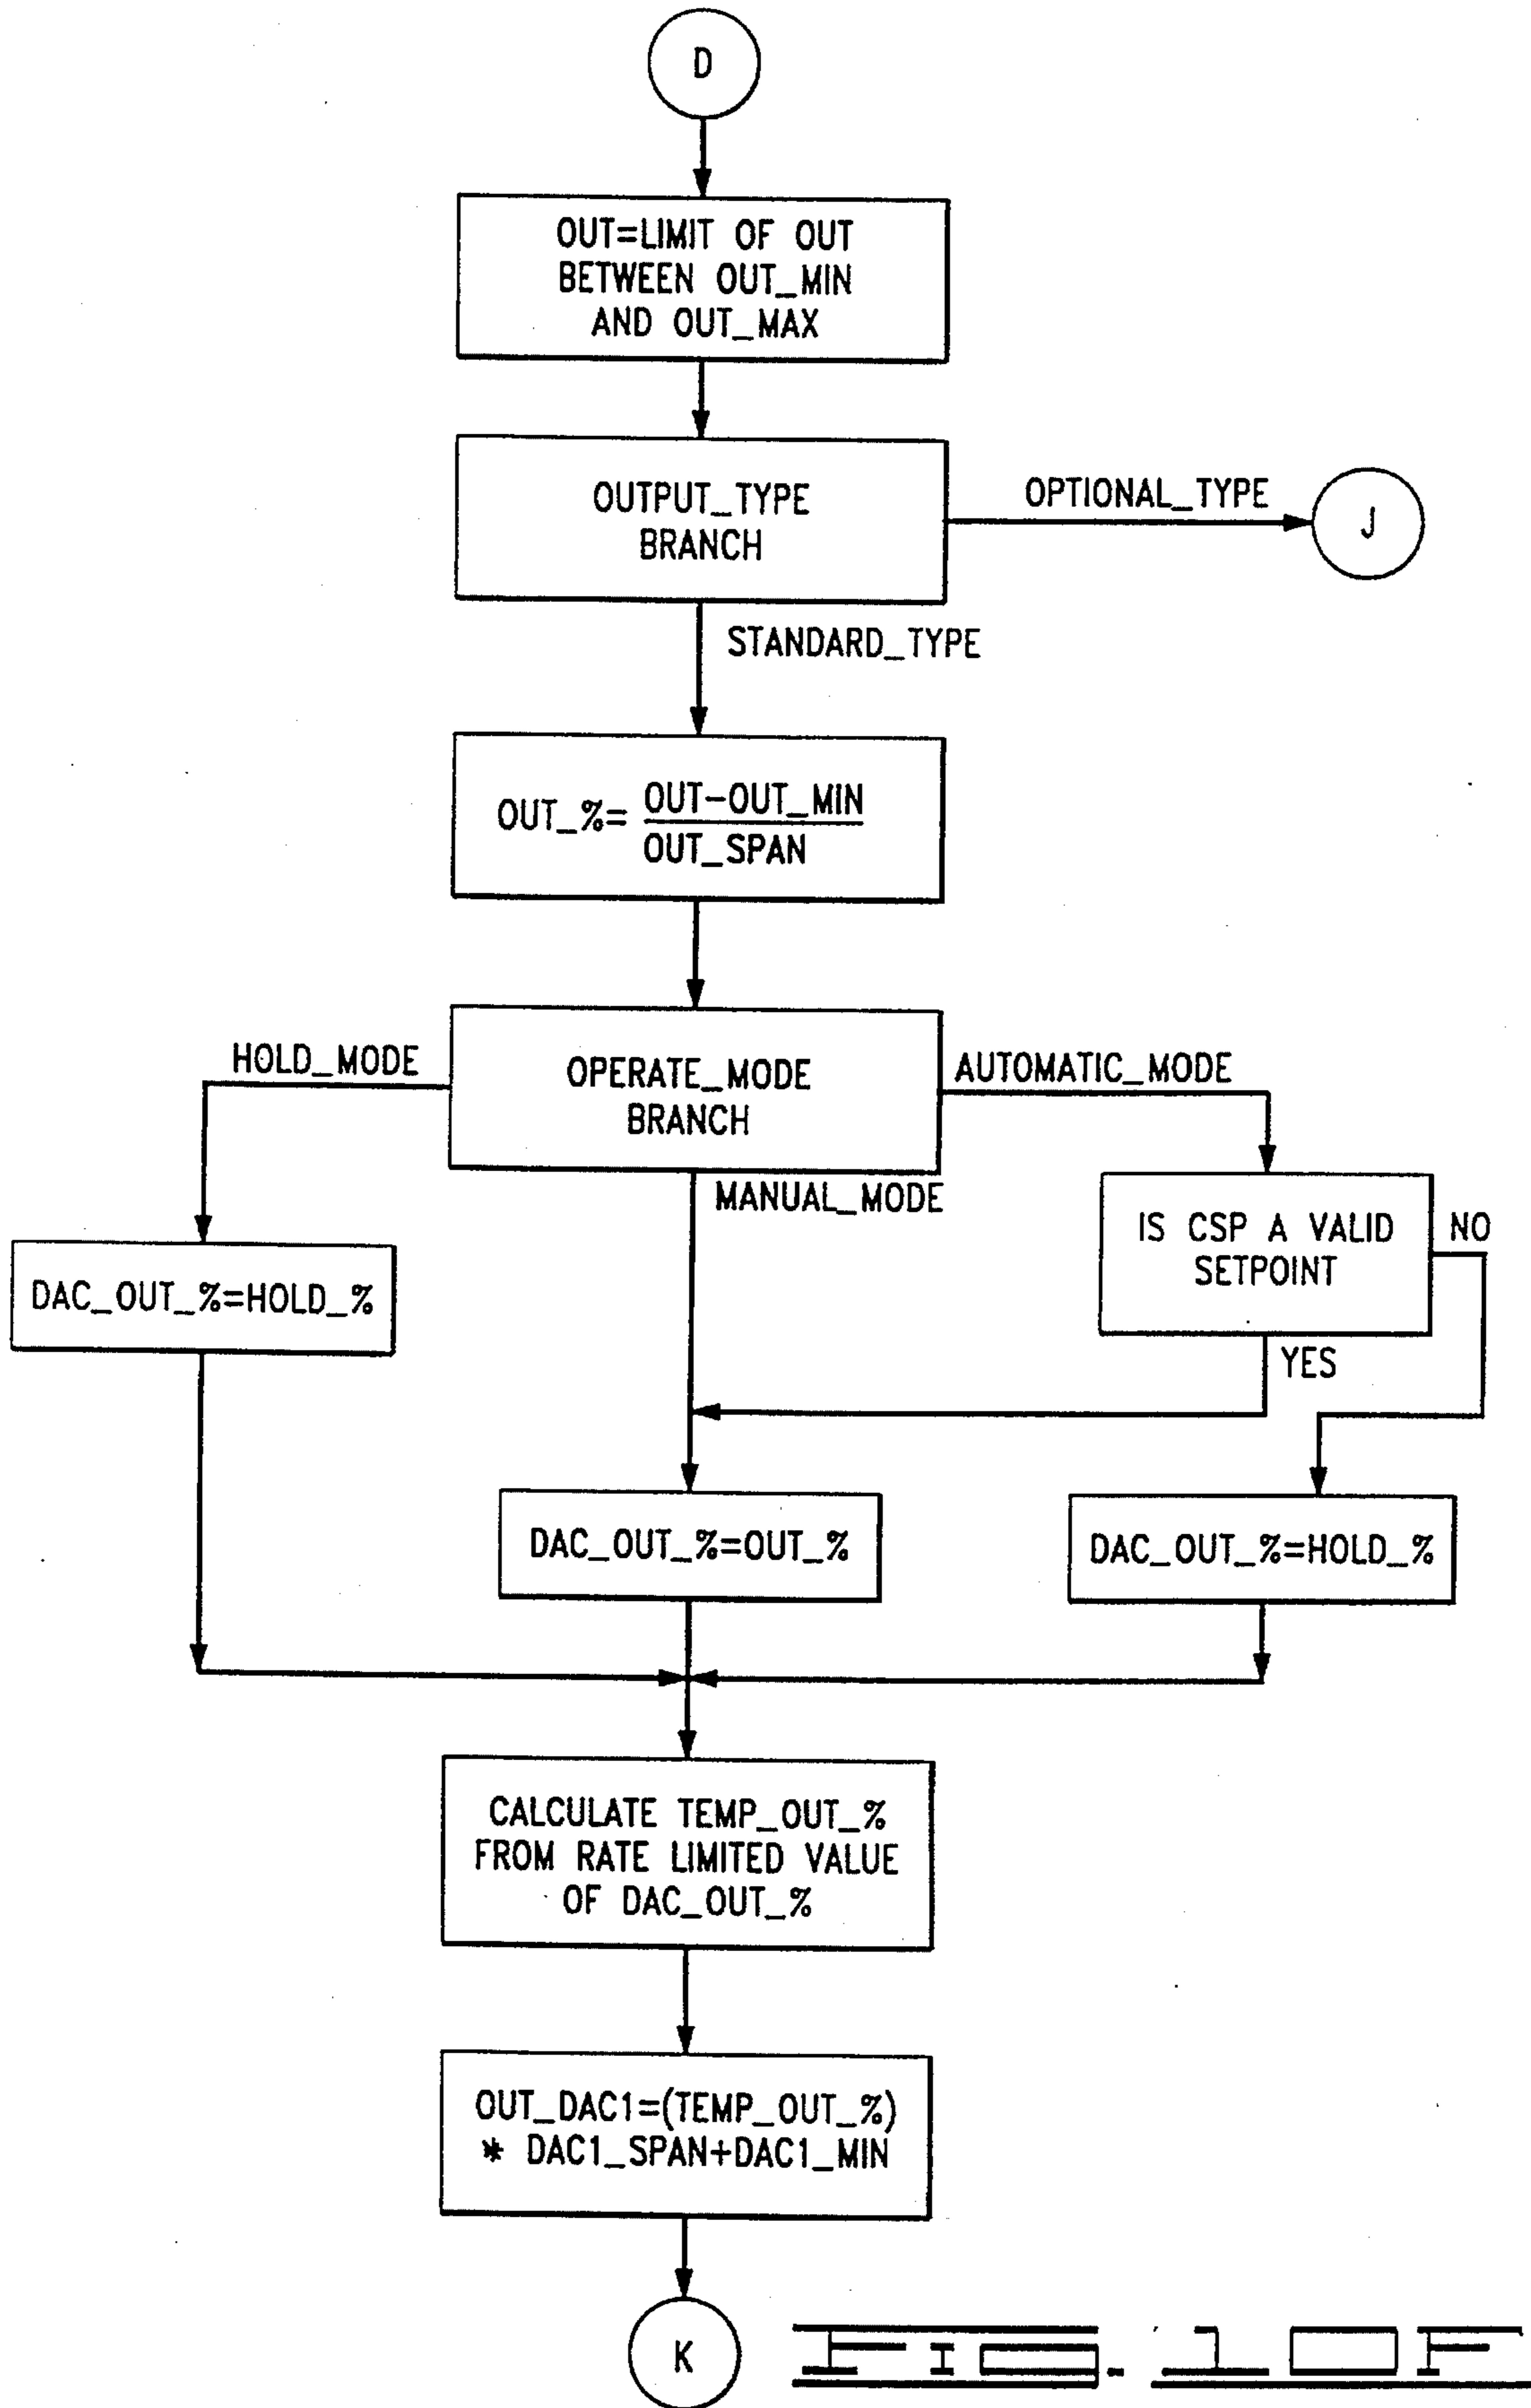 D
OUT=LIMIT OF OUT
BETWEEN OUT_MIN
AND OUT_MAX
OUTPUT_TYPE
BRANCH
OPTIONAL_TYPE
J
STANDARD_TYPE
OUT_%= OUT-OUT_MIN
OUT_SPAN
HOLD_MODE
OPERATE_MODE
BRANCH
AUTOMATIC_MODE
MANUAL_MODE
IS CSP A VALID
SETPOINT
NO
YES
DAC_OUT_%=HOLD_%
DAC_OUT_%=OUT_%
DAC_OUT_%=HOLD_%
CALCULATE TEMP_OUT_%
FROM RATE LIMITED VALUE
OF DAC_OUT_%
OUT_DAC1=(TEMP_OUT_%)
* DAC1_SPAN+DAC1_MIN
K
FIG. 10F